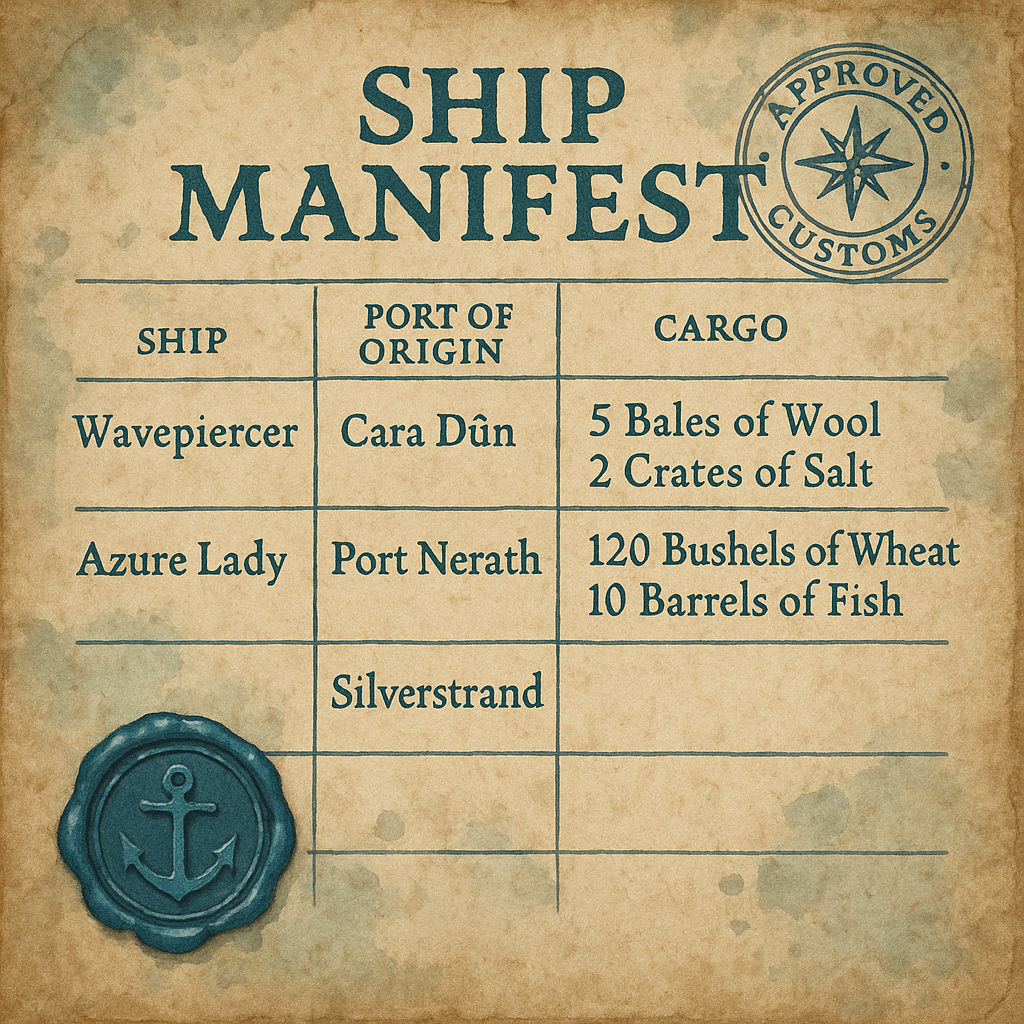 SHIP
MANIFEST
APPROVED
CUSTOMS
SHIP
PORT OF
ORIGIN
CARGO
Wavepiercer
Cara Dûn
5 Bales of Wool
2 Crates of Salt
Azure Lady
Port Nerath
120 Bushels of Wheat
10 Barrels of Fish
Silverstrand